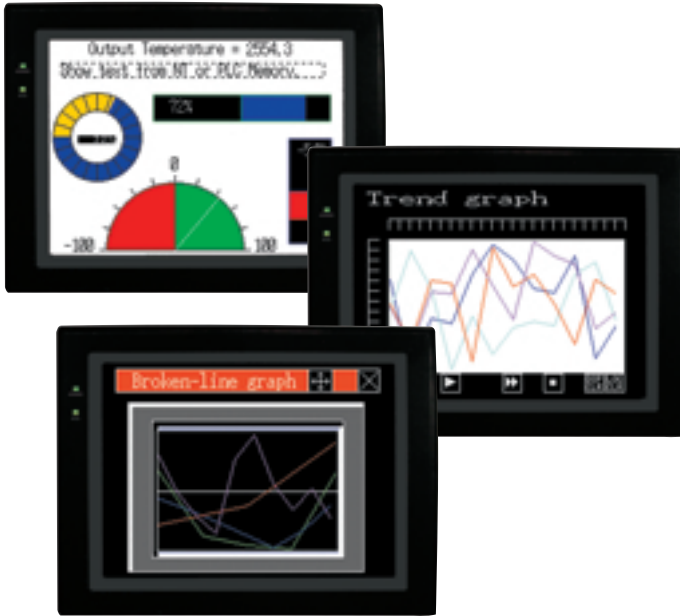 Output Temperature = 2554.3
Show text from NT or PLC Memory.
72%
0
-100
100
Trend graph
Broken-line graph